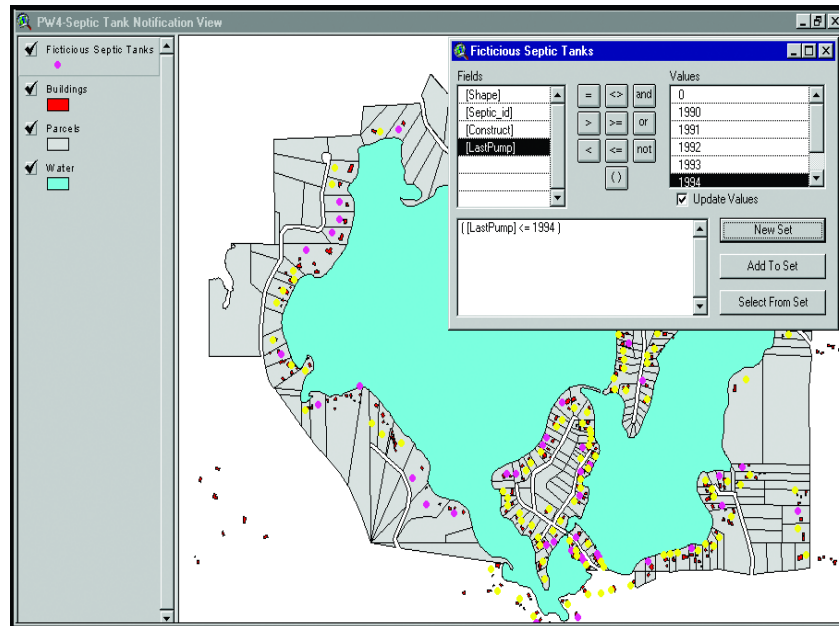 PW4-Septic Tank Notification View
Ficticious Septic Tanks
Buildings
Parcels
Water
Ficticious Septic Tanks
Fields
[Shape]
[Septic_id]
[Construct]
[LastPump]
= <> and
> >= or
< <= not
( )
Values
0
1990
1991
1992
1993
1994
Update Values
( [LastPump] <= 1994 )
New Set
Add To Set
Select From Set